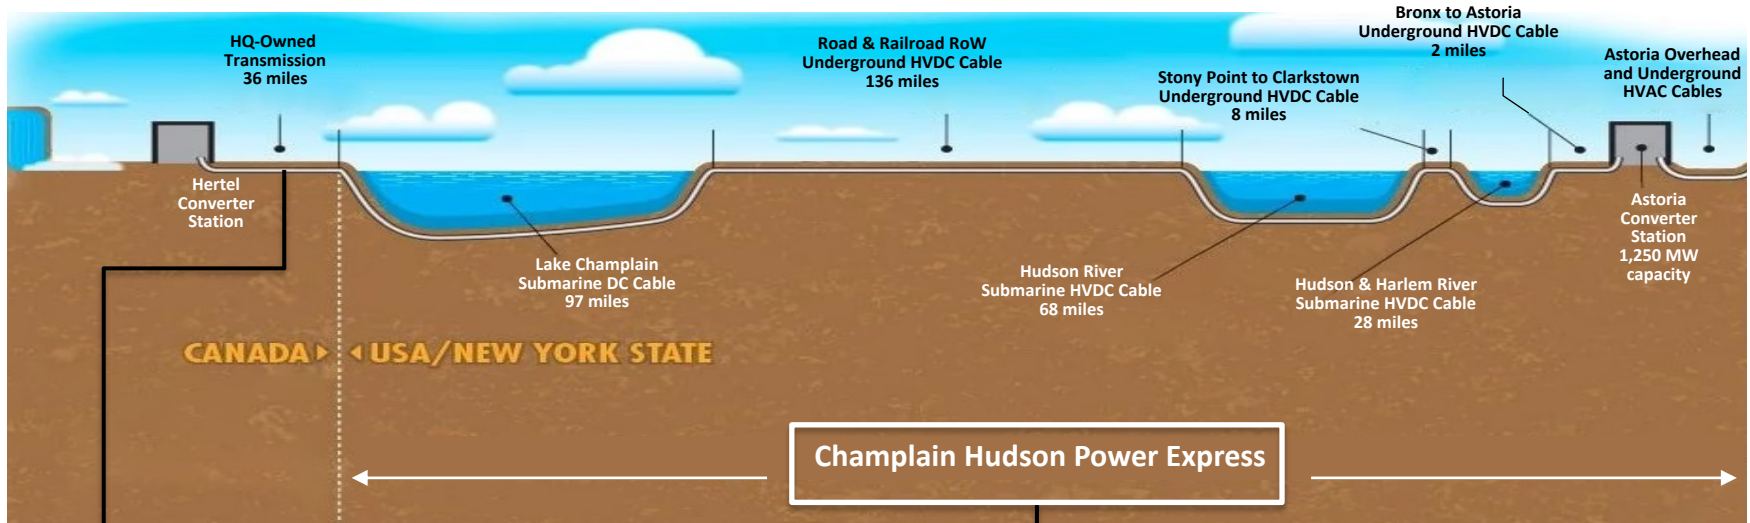 HQ-Owned
Transmission
36 miles
Road & Railroad RoW
Underground HVDC Cable
136 miles
Stony Point to Clarkstown
Underground HVDC Cable
8 miles
Bronx to Astoria
Underground HVDC Cable
2 miles
Astoria Overhead
and Underground
HVAC Cables
Hertel
Converter
Station
Lake Champlain
Submarine DC Cable
97 miles
Hudson River
Submarine HVDC Cable
68 miles
Hudson & Harlem River
Submarine HVDC Cable
28 miles
Astoria
Converter
Station
1,250 MW
capacity
CANADA
USA/NEW YORK STATE
Champlain Hudson Power Express